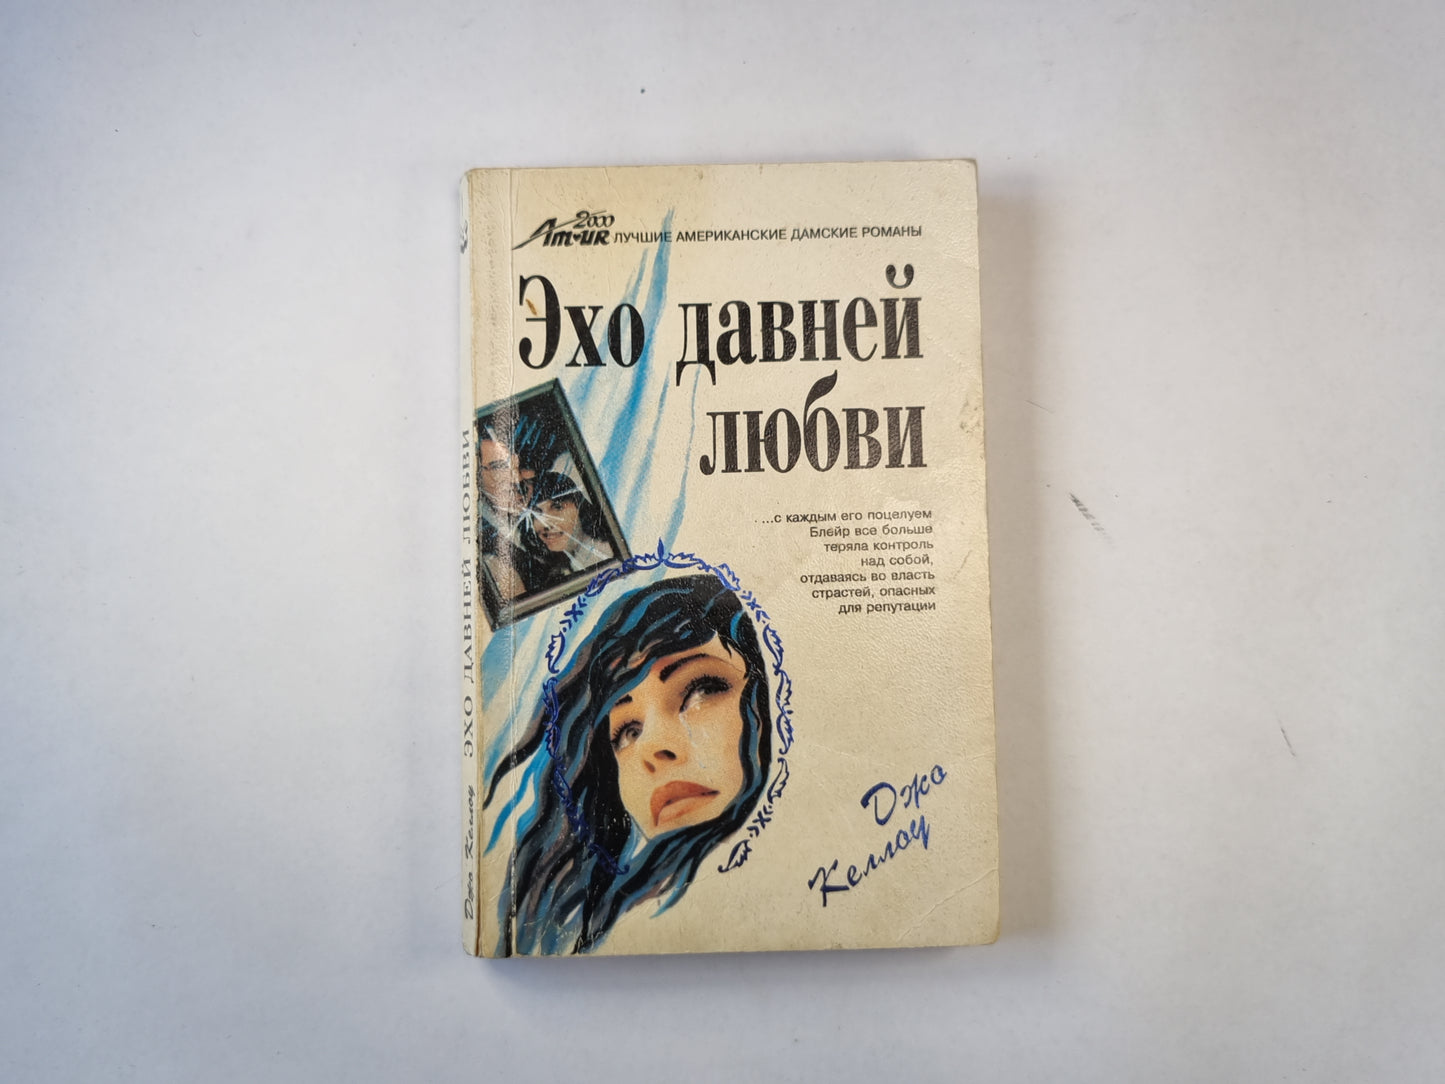 Amour 2000 ЛУЧШИЕ АМЕРИКАНСКИЕ ДАМСКИЕ РОМАНЫ
Эхо давней
любви
...с каждым его поцелуем
Блейр все больше
теряла контроль
над собой,
отдаваясь во власть
страстей, опасных
для репутации
Джо
Келлоу
Джо Келлоу ЭХО ДАВНЕЙ ЛЮБВИ